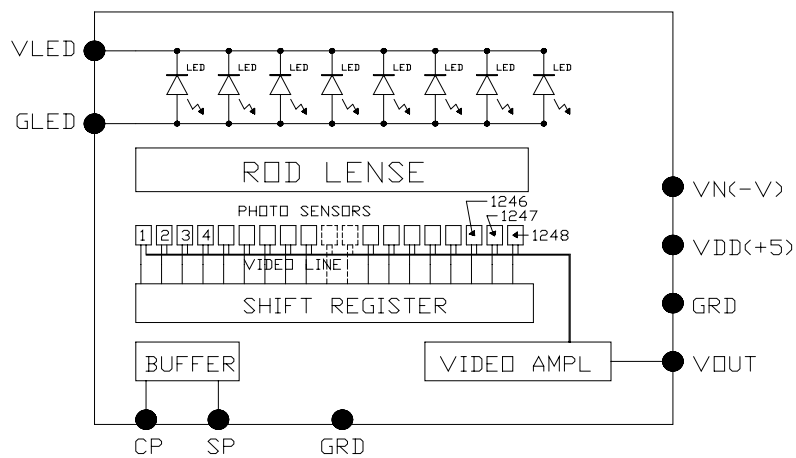 VLED
LED LED LED LED LED LED LED LED
GLED
ROD LENSE
VN(-V)
1246
PHOTO SENSORS
1247
1 2 3 4
1248
VDD(+5)
VIDEO LINE
SHIFT REGISTER
GRD
BUFFER
VIDEO AMPL
VOUT
CP SP GRD